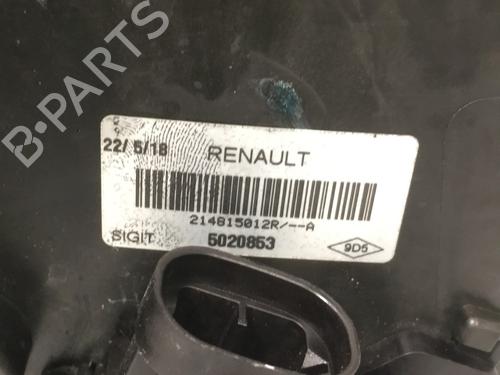 B-PARTS
22/ 5/18 RENAULT
214815012R/--A
SIGIT 5020853 9D5